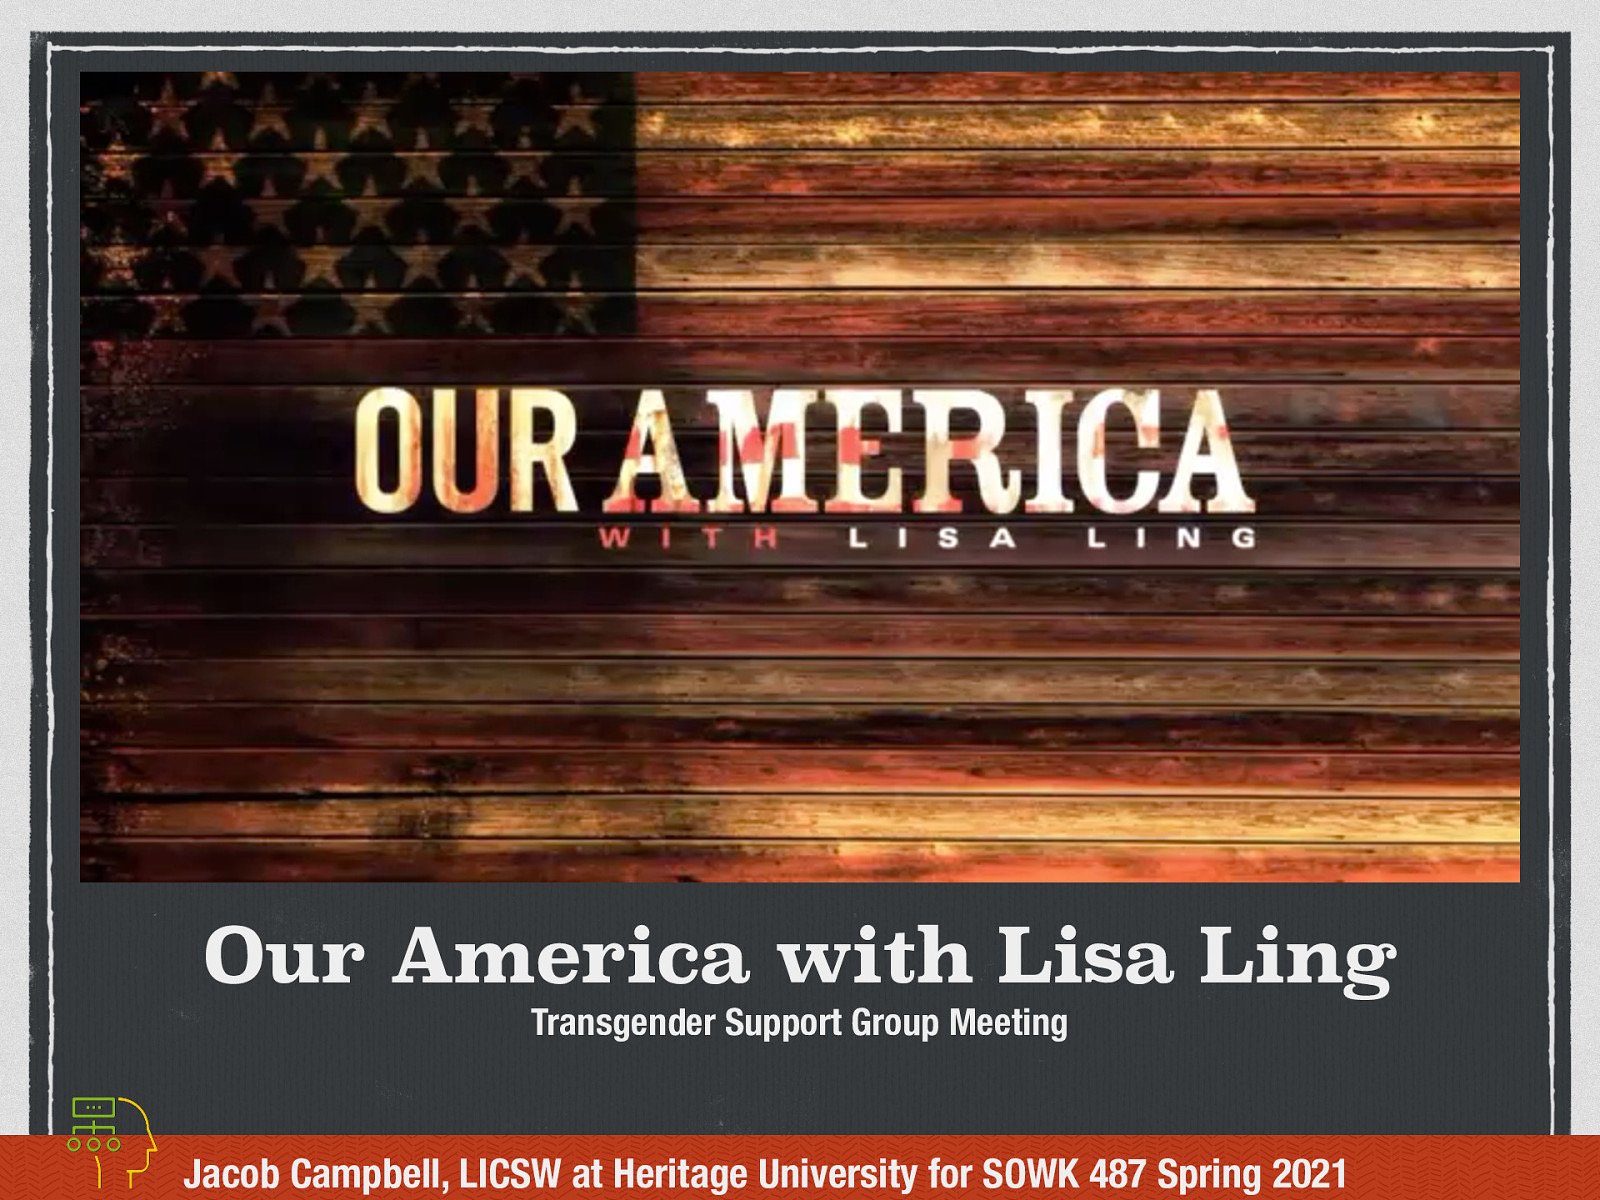 OUR AMERICA
WITH LISA LING
Our America with Lisa Ling
Transgender Support Group Meeting
Jacob Campbell, LICSW at Heritage University for SOWK 487 Spring 2021